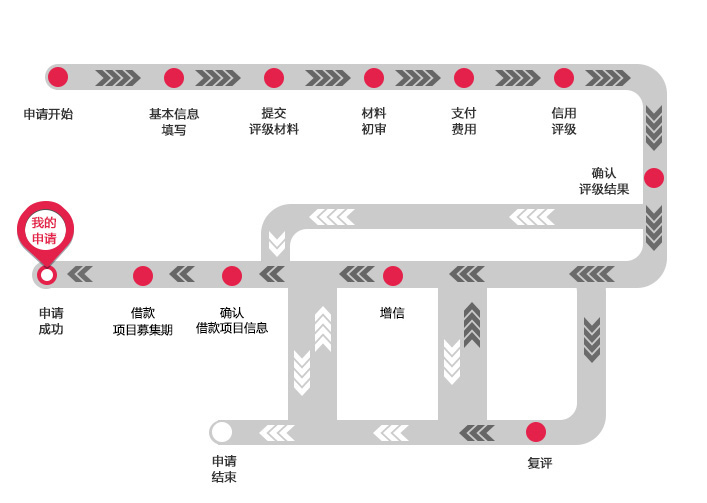 申请开始
基本信息
填写
提交
评级材料
材料
初审
支付
费用
信用
评级
确认
评级结果
我的
申请
申请
成功
借款
项目募集期
确认
借款项目信息
增信
申请
结束
复评